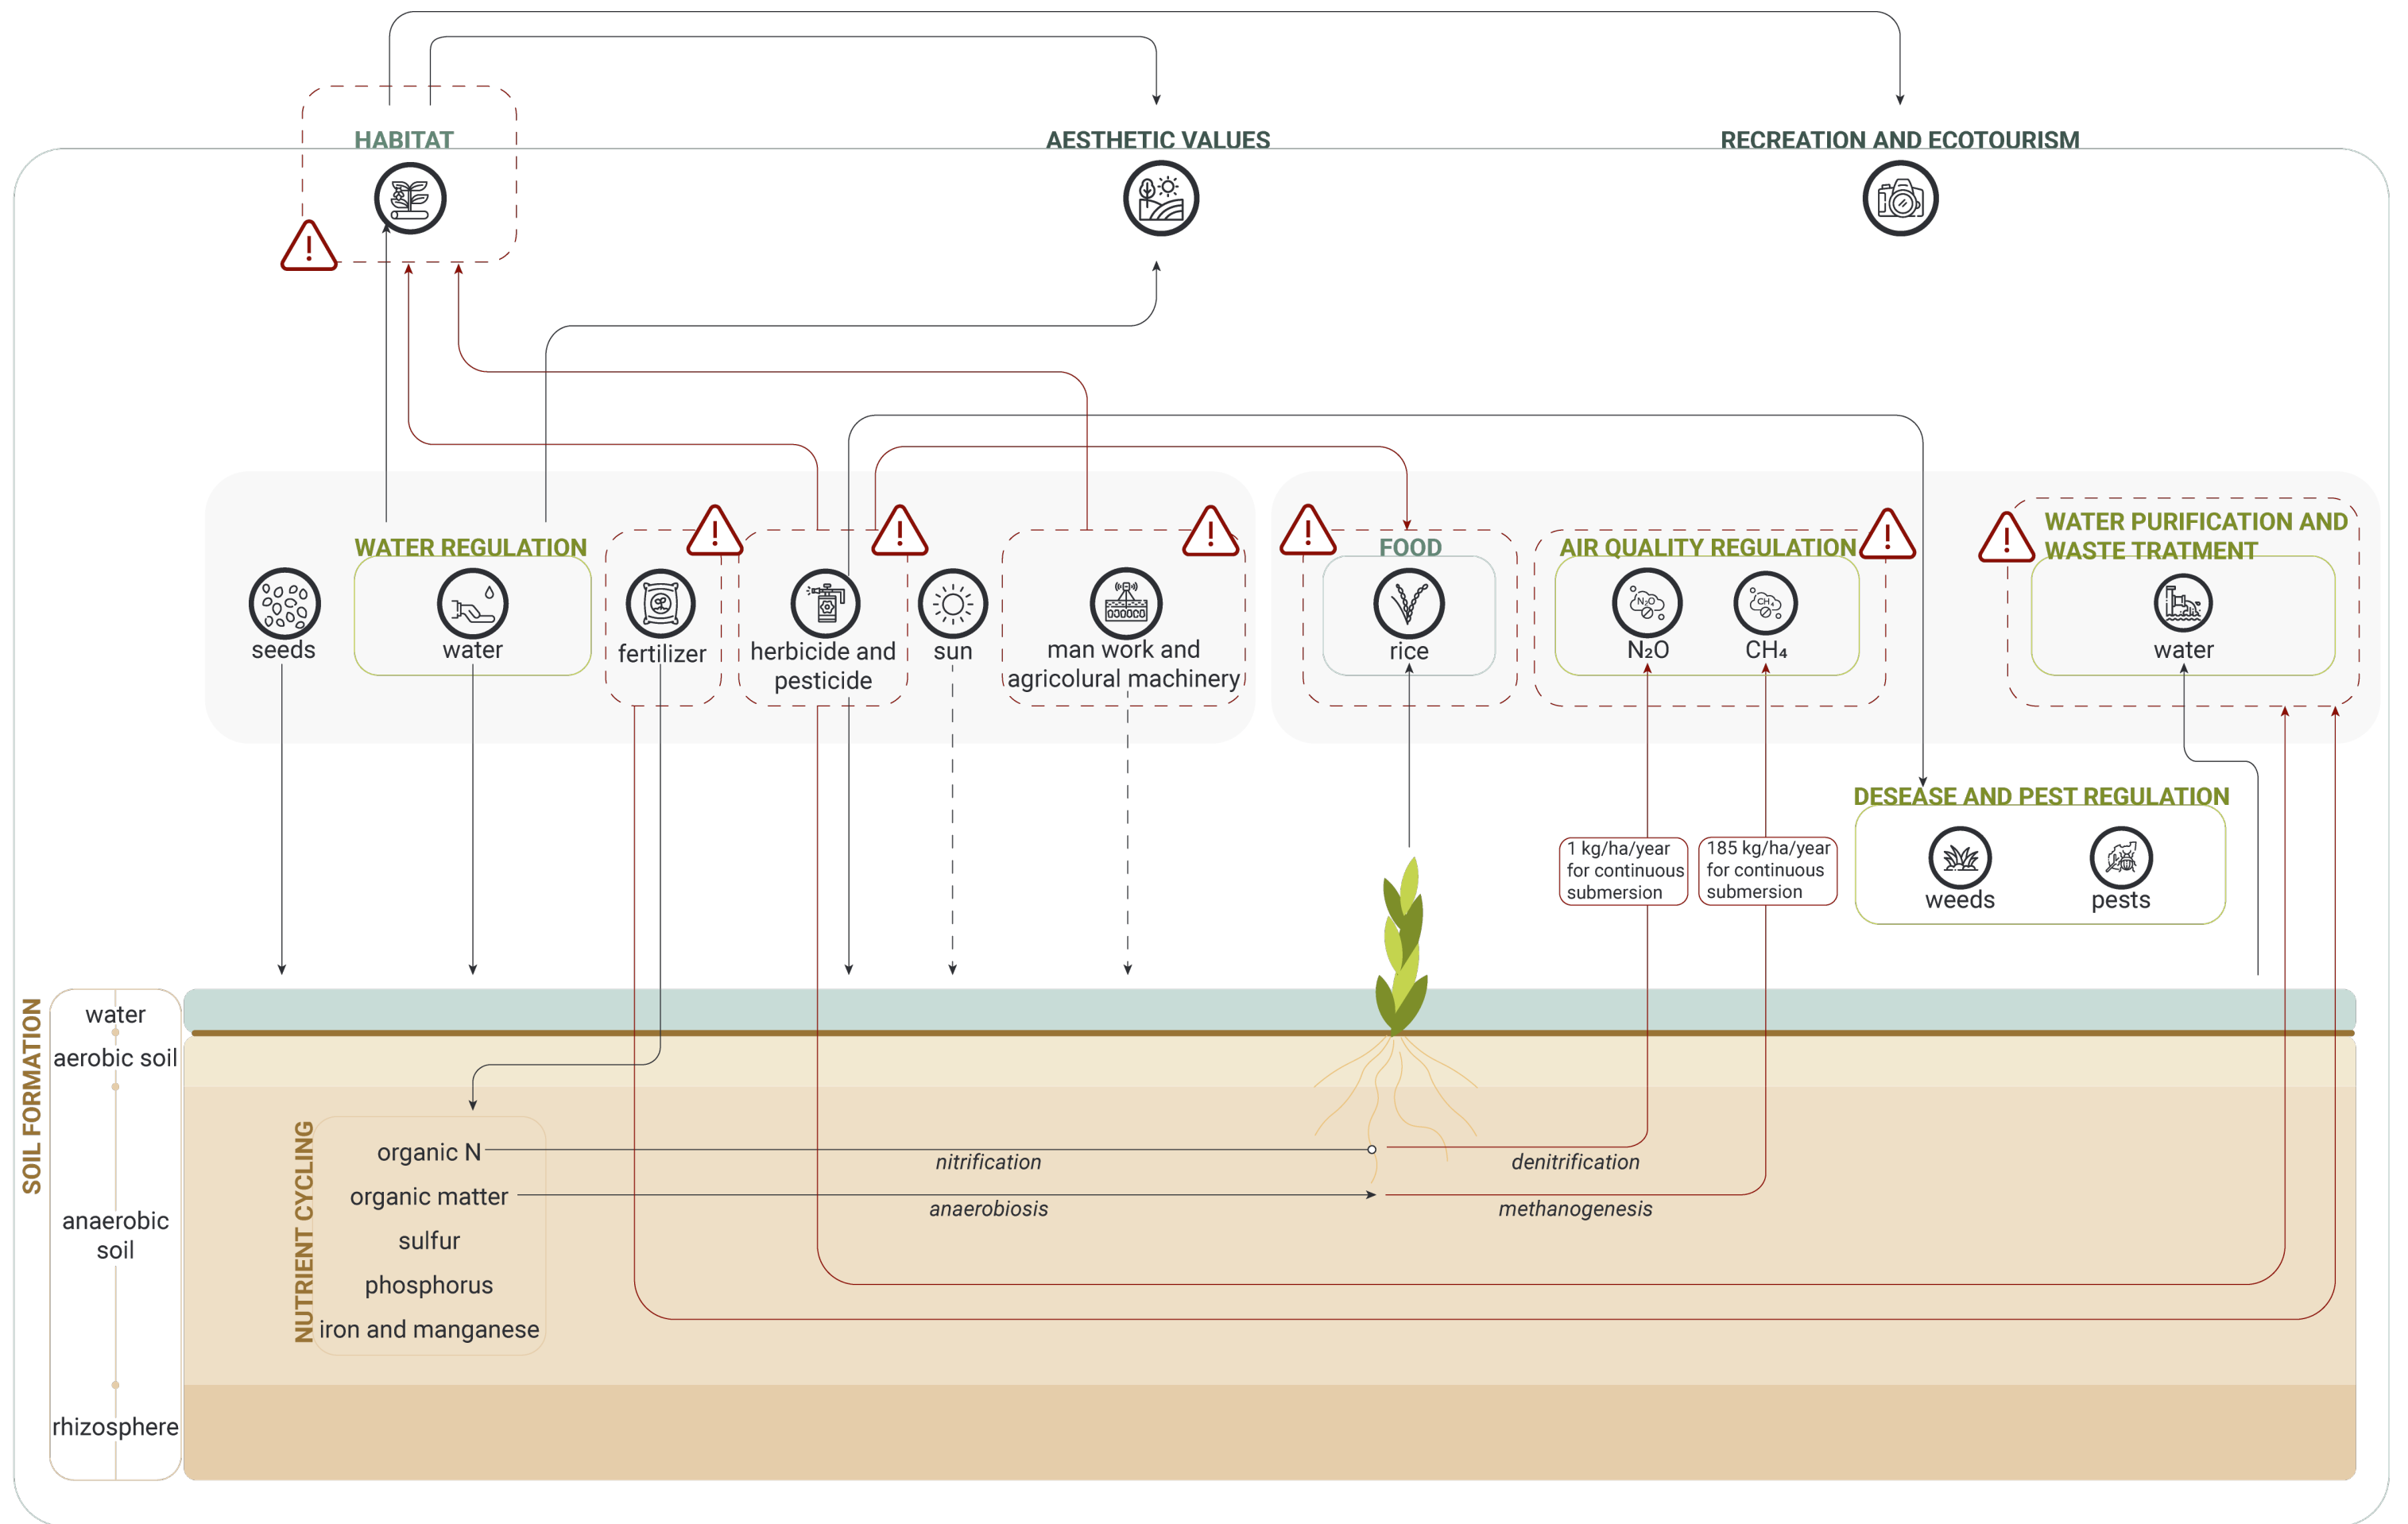 HABITAT
AESTHETIC VALUES
RECREATION AND ECOTOURISM
WATER REGULATION
seeds
water
fertilizer
herbicide and
pesticide
sun
man work and
agricolural machinery
FOOD
rice
AIR QUALITY REGULATION
N₂O
N₂O
CH₄
CH₄
WATER PURIFICATION AND
WASTE TRATMENT
water
1 kg/ha/year
for continuous
submersion
185 kg/ha/year
for continuous
submersion
DESEASE AND PEST REGULATION
weeds
pests
SOIL FORMATION
water
aerobic soil
anaerobic
soil
rhizosphere
NUTRIENT CYCLING
organic N
organic matter
sulfur
phosphorus
iron and manganese
nitrification
denitrification
anaerobiosis
methanogenesis